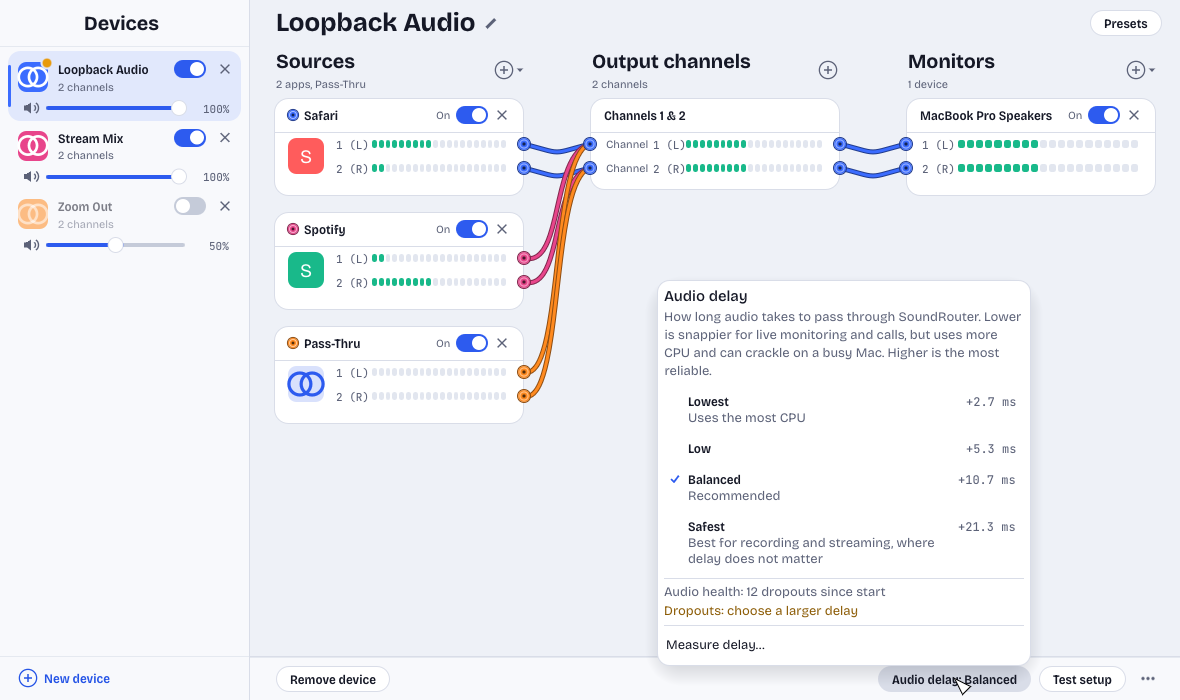 Devices
Loopback Audio
2 channels
100%
Stream Mix
2 channels
100%
Zoom Out
2 channels
50%
New device
Loopback Audio
Presets
Sources
2 apps, Pass-Thru
Safari
On
S
1 (L)
2 (R)
Spotify
On
S
1 (L)
2 (R)
Pass-Thru
On
1 (L)
2 (R)
Output channels
2 channels
Channels 1 & 2
Channel 1 (L)
Channel 2 (R)
Monitors
1 device
MacBook Pro Speakers
On
1 (L)
2 (R)
Audio delay
How long audio takes to pass through SoundRouter. Lower
is snappier for live monitoring and calls, but uses more
CPU and can crackle on a busy Mac. Higher is the most
reliable.
Lowest +2.7 ms
Uses the most CPU
Low +5.3 ms
Balanced +10.7 ms
Recommended
Safest +21.3 ms
Best for recording and streaming, where
delay does not matter
Audio health: 12 dropouts since start
Dropouts: choose a larger delay
Measure delay…
Remove device
Audio delay: Balanced
Test setup